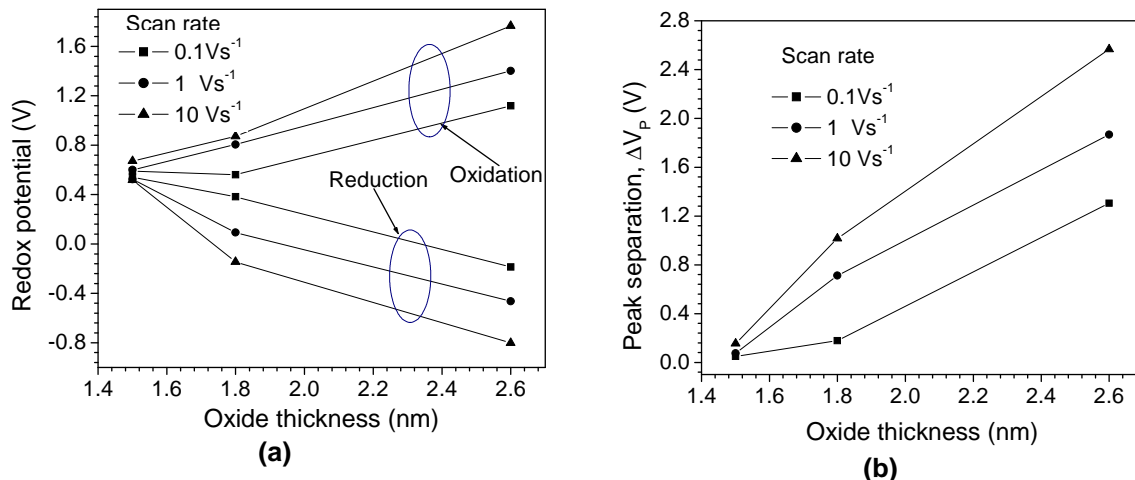 Scan rate
0.1Vs⁻¹
1 Vs⁻¹
10 Vs⁻¹
Reduction
Oxidation
Redox potential (V)
1.6
1.2
0.8
0.4
0.0
-0.4
-0.8
1.4 1.6 1.8 2.0 2.2 2.4 2.6
Oxide thickness (nm)
(a)
Scan rate
0.1Vs⁻¹
1 Vs⁻¹
10 Vs⁻¹
Peak separation, ΔV_P (V)
2.8
2.4
2.0
1.6
1.2
0.8
0.4
0.0
1.4 1.6 1.8 2.0 2.2 2.4 2.6
Oxide thickness (nm)
(b)